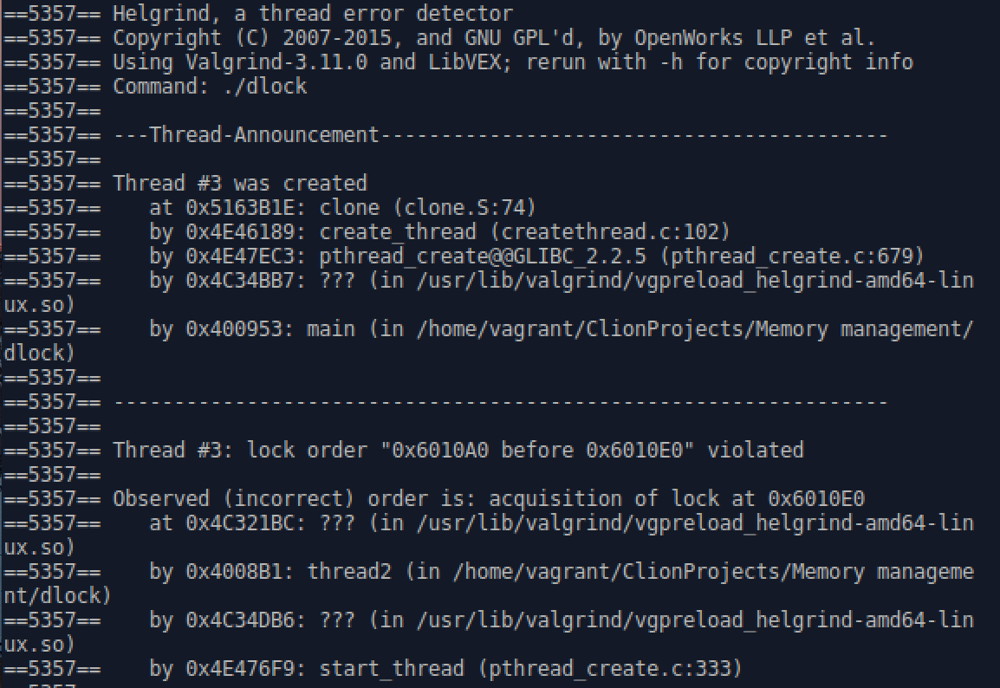 ==5357== Helgrind, a thread error detector
==5357== Copyright (C) 2007-2015, and GNU GPL'd, by OpenWorks LLP et al.
==5357== Using Valgrind-3.11.0 and LibVEX; rerun with -h for copyright info
==5357== Command: ./dlock
==5357==
==5357== ---Thread-Announcement------------------------------------------
==5357==
==5357== Thread #3 was created
==5357==    at 0x5163B1E: clone (clone.S:74)
==5357==    by 0x4E46189: create_thread (createthread.c:102)
==5357==    by 0x4E47EC3: pthread_create@@GLIBC_2.2.5 (pthread_create.c:679)
==5357==    by 0x4C34BB7: ??? (in /usr/lib/valgrind/vgpreload_helgrind-amd64-lin
ux.so)
==5357==    by 0x400953: main (in /home/vagrant/ClionProjects/Memory management/
dlock)
==5357==
==5357== ----------------------------------------------------------------
==5357==
==5357== Thread #3: lock order "0x6010A0 before 0x6010E0" violated
==5357==
==5357== Observed (incorrect) order is: acquisition of lock at 0x6010E0
==5357==    at 0x4C321BC: ??? (in /usr/lib/valgrind/vgpreload_helgrind-amd64-lin
ux.so)
==5357==    by 0x4008B1: thread2 (in /home/vagrant/ClionProjects/Memory manageme
nt/dlock)
==5357==    by 0x4C34DB6: ??? (in /usr/lib/valgrind/vgpreload_helgrind-amd64-lin
ux.so)
==5357==    by 0x4E476F9: start_thread (pthread_create.c:333)